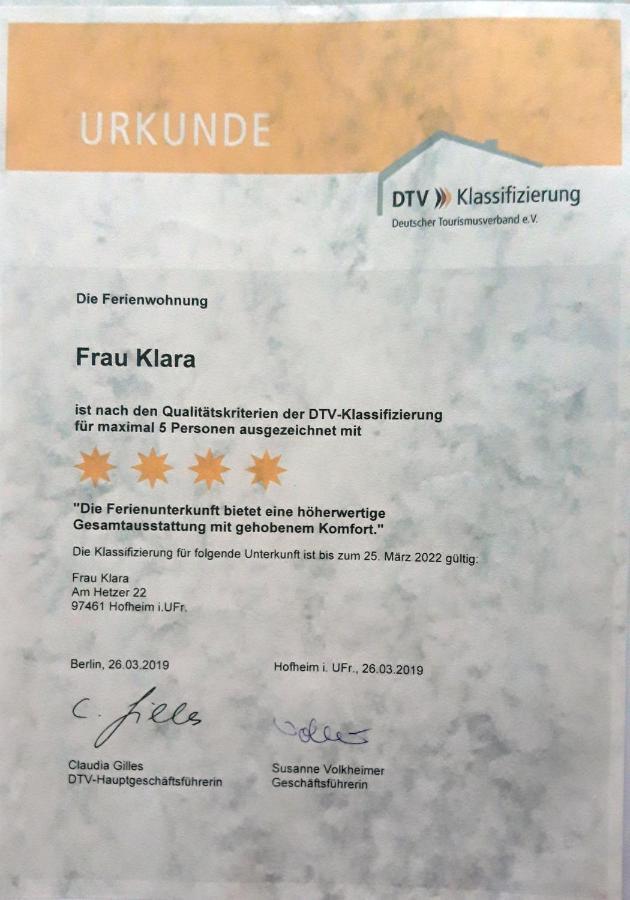 URKUNDE
DTV Klassifizierung
Deutscher Tourismusverband e.V.
Die Ferienwohnung
Frau Klara
ist nach den Qualitätskriterien der DTV-Klassifizierung
für maximal 5 Personen ausgezeichnet mit
"Die Ferienunterkunft bietet eine höherwertige
Gesamtausstattung mit gehobenem Komfort."
Die Klassifizierung für folgende Unterkunft ist bis zum 25. März 2022 gültig:
Frau Klara
Am Hetzer 22
97461 Hofheim i.UFr.
Berlin, 26.03.2019
Hofheim i. UFr., 26.03.2019
C. Gilles
Claudia Gilles
DTV-Hauptgeschäftsführerin
Susanne Volkheimer
Geschäftsführerin